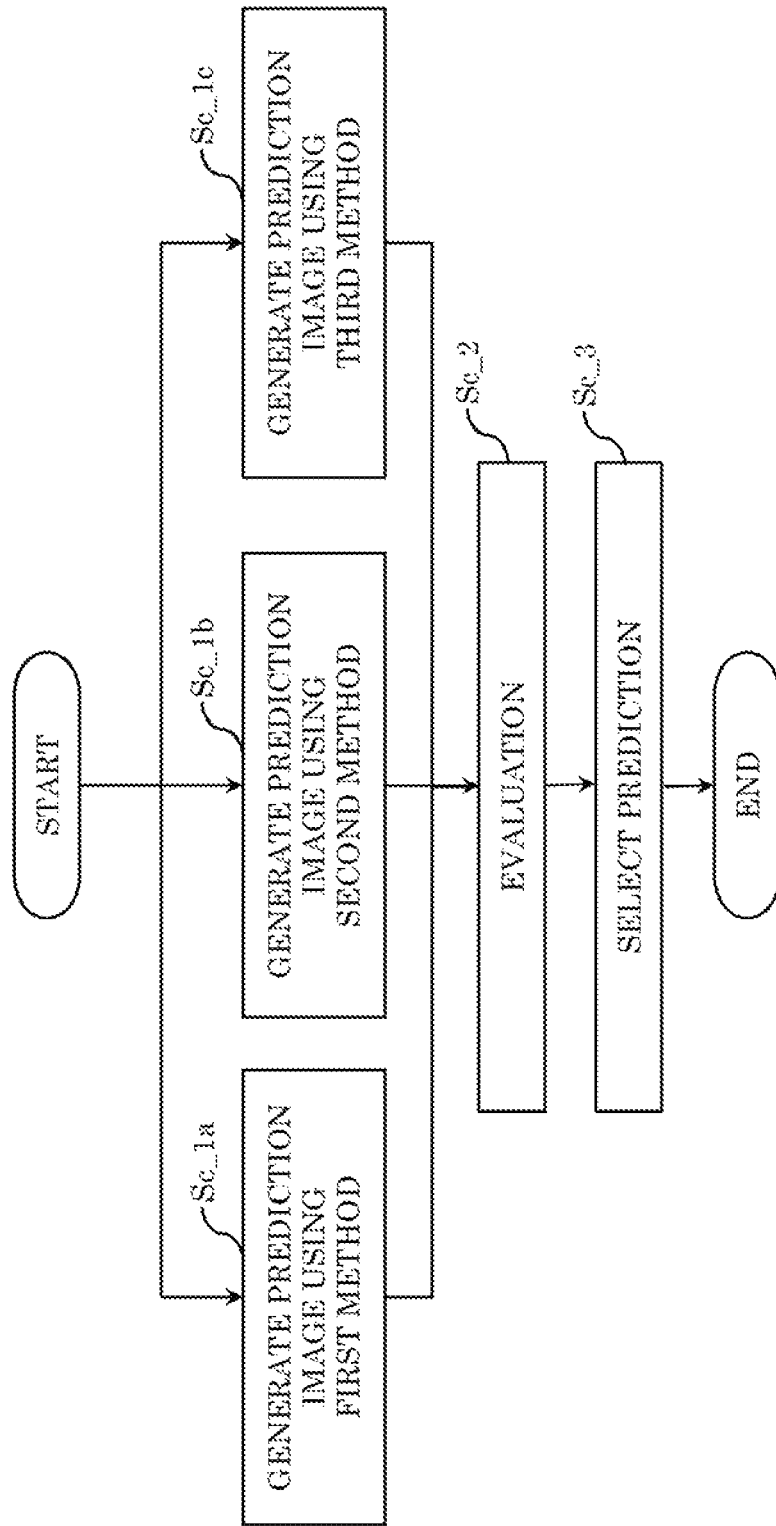 START
Sc_1a
GENERATE PREDICTION
IMAGE USING
FIRST METHOD
Sc_1b
GENERATE PREDICTION
IMAGE USING
SECOND METHOD
Sc_1c
GENERATE PREDICTION
IMAGE USING
THIRD METHOD
Sc_2
EVALUATION
Sc_3
SELECT PREDICTION
END